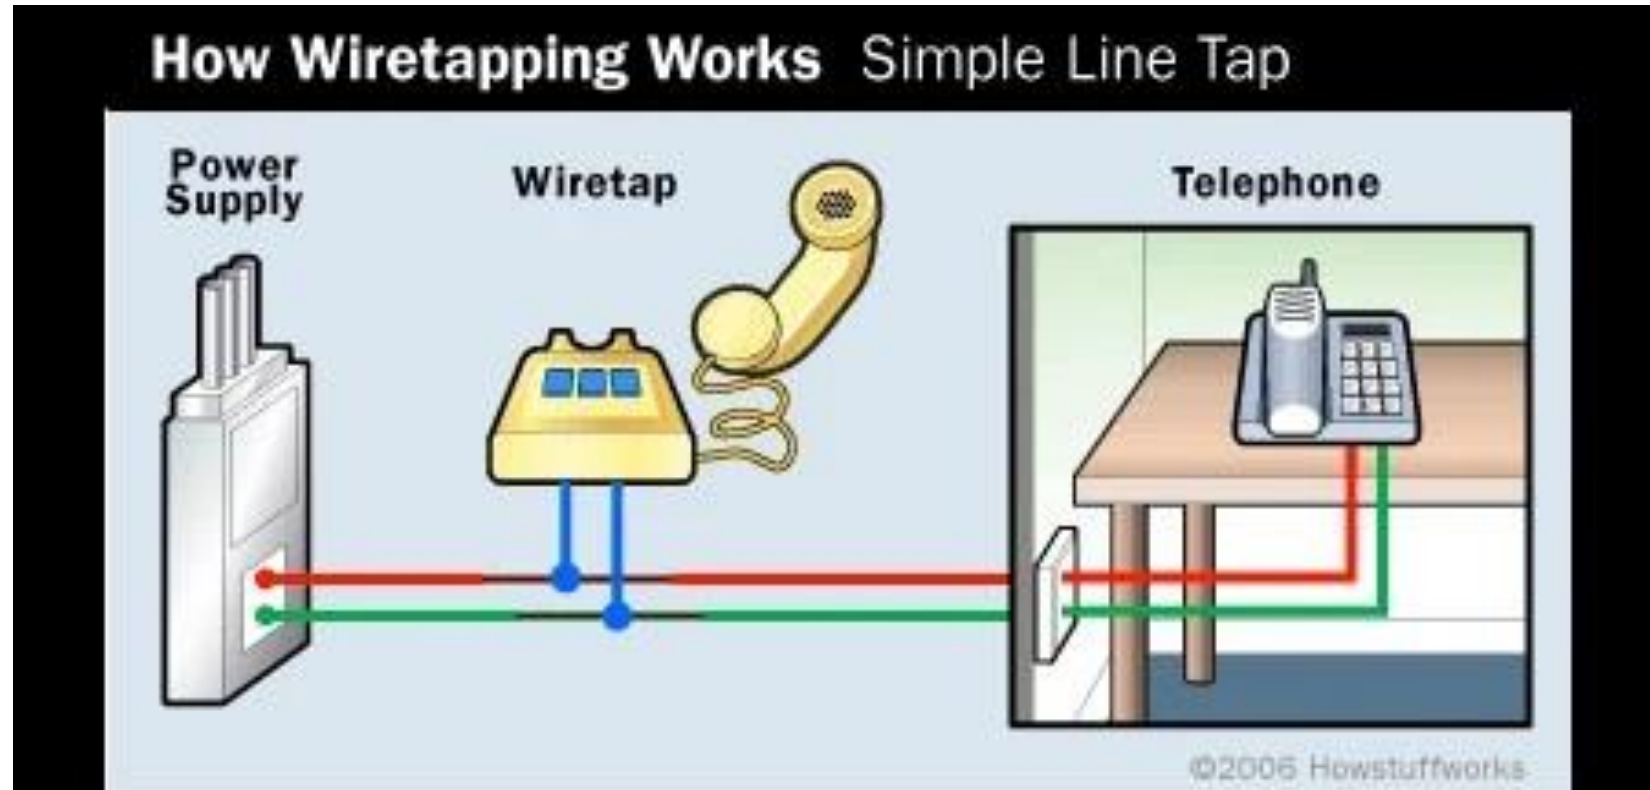 How Wiretapping Works Simple Line Tap
Power
Supply
Wiretap
Telephone
©2006 Howstuffworks